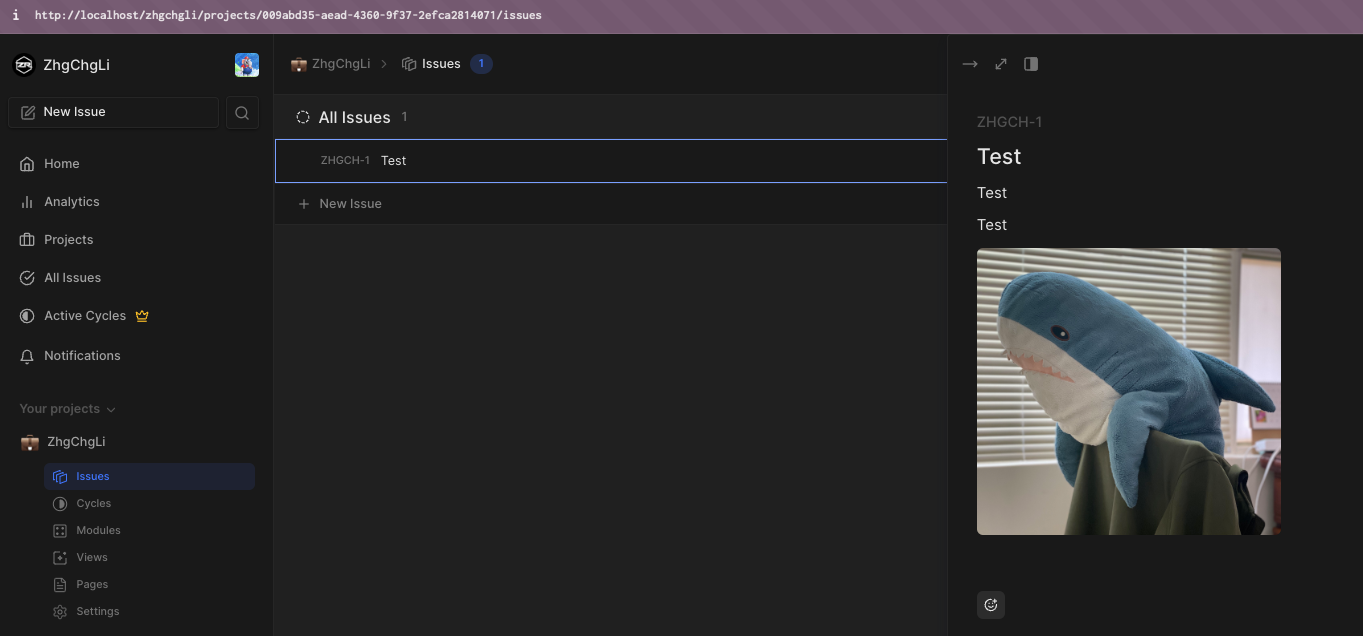 i http://localhost/zhgchgli/projects/009abd35-aead-4360-9f37-2efca2814071/issues
ZR ZhgChgLi
New Issue
Home
Analytics
Projects
All Issues
Active Cycles
Notifications
Your projects
ZhgChgLi
Issues
Cycles
Modules
Views
Pages
Settings
ZhgChgLi > Issues 1
All Issues 1
ZHGCH-1 Test
+ New Issue
ZHGCH-1
Test
Test
Test